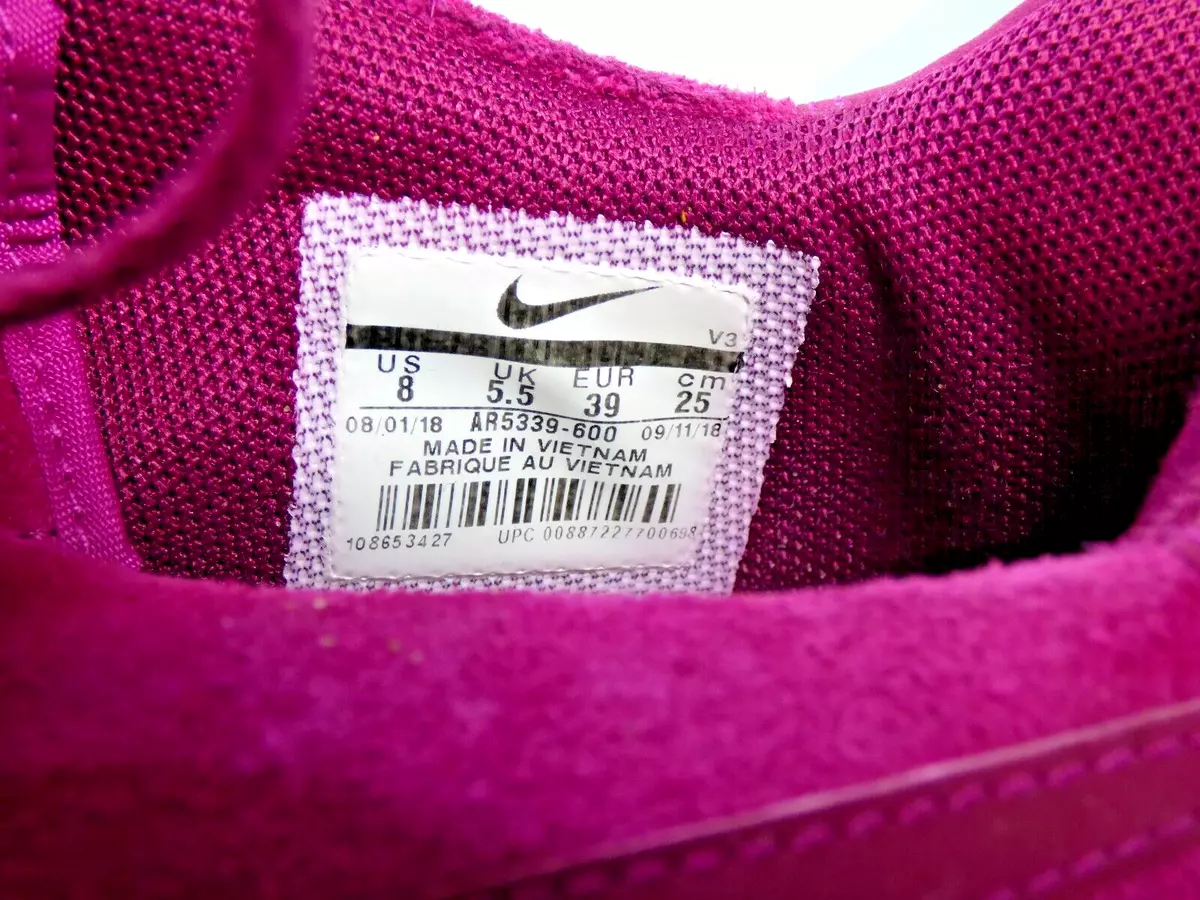 V3
US UK EUR cm
8 5.5 39 25
08/01/18 AR5339-600 09/11/18
MADE IN VIETNAM
FABRIQUE AU VIETNAM
108653427 UPC 00887227700698